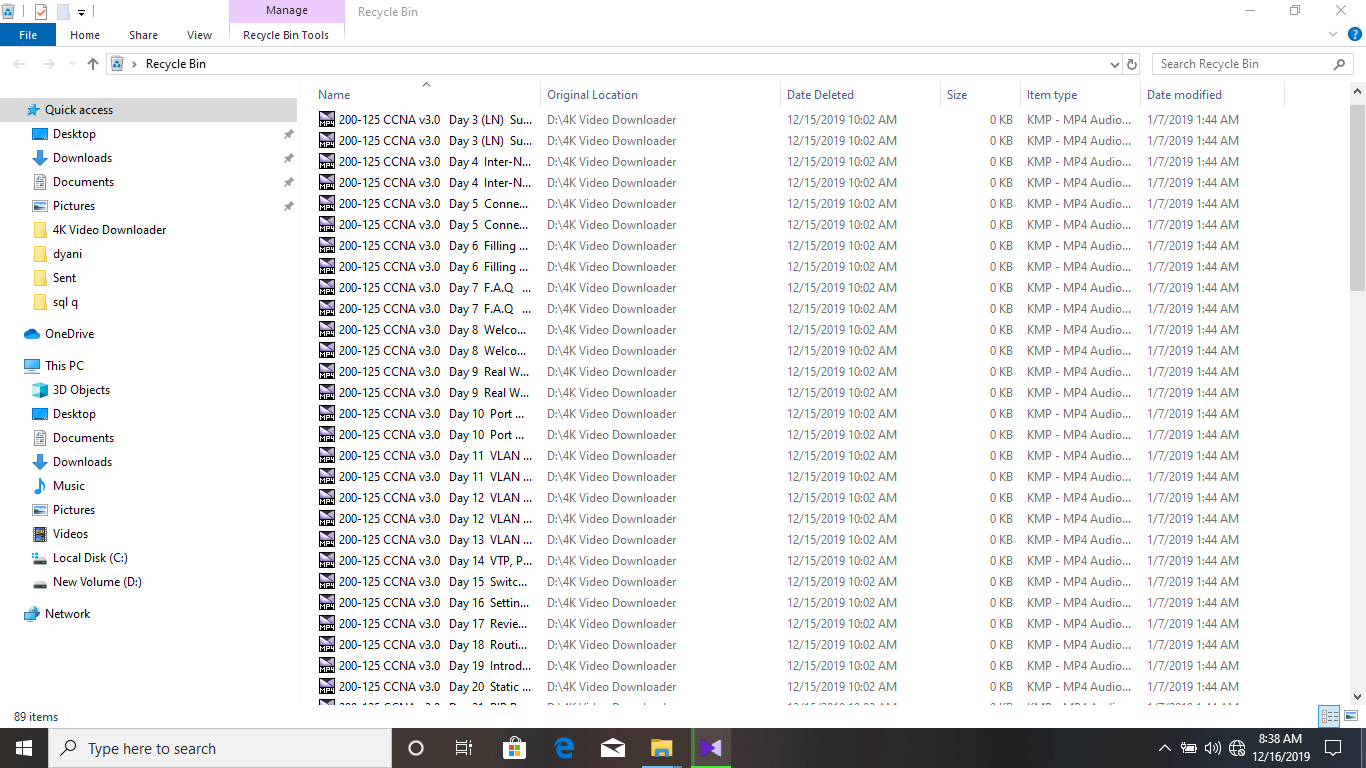 Manage Recycle Bin
File Home Share View Recycle Bin Tools
Recycle Bin Search Recycle Bin
Quick access
Desktop
Downloads
Documents
Pictures
4K Video Downloader
dyani
Sent
sql q
OneDrive
This PC
3D Objects
Desktop
Documents
Downloads
Music
Pictures
Videos
Local Disk (C:)
New Volume (D:)
Network
Name Original Location Date Deleted Size Item type Date modified
200-125 CCNA v3.0 Day 3 (LN) Su... D:\4K Video Downloader 12/15/2019 10:02 AM 0 KB KMP - MP4 Audio... 1/7/2019 1:44 AM
200-125 CCNA v3.0 Day 3 (LN) Su... D:\4K Video Downloader 12/15/2019 10:02 AM 0 KB KMP - MP4 Audio... 1/7/2019 1:44 AM
200-125 CCNA v3.0 Day 4 Inter-N... D:\4K Video Downloader 12/15/2019 10:02 AM 0 KB KMP - MP4 Audio... 1/7/2019 1:44 AM
200-125 CCNA v3.0 Day 4 Inter-N... D:\4K Video Downloader 12/15/2019 10:02 AM 0 KB KMP - MP4 Audio... 1/7/2019 1:44 AM
200-125 CCNA v3.0 Day 5 Conne... D:\4K Video Downloader 12/15/2019 10:02 AM 0 KB KMP - MP4 Audio... 1/7/2019 1:44 AM
200-125 CCNA v3.0 Day 5 Conne... D:\4K Video Downloader 12/15/2019 10:02 AM 0 KB KMP - MP4 Audio... 1/7/2019 1:44 AM
200-125 CCNA v3.0 Day 6 Filling ... D:\4K Video Downloader 12/15/2019 10:02 AM 0 KB KMP - MP4 Audio... 1/7/2019 1:44 AM
200-125 CCNA v3.0 Day 6 Filling ... D:\4K Video Downloader 12/15/2019 10:02 AM 0 KB KMP - MP4 Audio... 1/7/2019 1:44 AM
200-125 CCNA v3.0 Day 7 F.A.Q ... D:\4K Video Downloader 12/15/2019 10:02 AM 0 KB KMP - MP4 Audio... 1/7/2019 1:44 AM
200-125 CCNA v3.0 Day 7 F.A.Q ... D:\4K Video Downloader 12/15/2019 10:02 AM 0 KB KMP - MP4 Audio... 1/7/2019 1:44 AM
200-125 CCNA v3.0 Day 8 Welco... D:\4K Video Downloader 12/15/2019 10:02 AM 0 KB KMP - MP4 Audio... 1/7/2019 1:44 AM
200-125 CCNA v3.0 Day 8 Welco... D:\4K Video Downloader 12/15/2019 10:02 AM 0 KB KMP - MP4 Audio... 1/7/2019 1:44 AM
200-125 CCNA v3.0 Day 9 Real W... D:\4K Video Downloader 12/15/2019 10:02 AM 0 KB KMP - MP4 Audio... 1/7/2019 1:44 AM
200-125 CCNA v3.0 Day 9 Real W... D:\4K Video Downloader 12/15/2019 10:02 AM 0 KB KMP - MP4 Audio... 1/7/2019 1:44 AM
200-125 CCNA v3.0 Day 10 Port ... D:\4K Video Downloader 12/15/2019 10:02 AM 0 KB KMP - MP4 Audio... 1/7/2019 1:44 AM
200-125 CCNA v3.0 Day 10 Port ... D:\4K Video Downloader 12/15/2019 10:02 AM 0 KB KMP - MP4 Audio... 1/7/2019 1:44 AM
200-125 CCNA v3.0 Day 11 VLAN ... D:\4K Video Downloader 12/15/2019 10:02 AM 0 KB KMP - MP4 Audio... 1/7/2019 1:44 AM
200-125 CCNA v3.0 Day 11 VLAN ... D:\4K Video Downloader 12/15/2019 10:02 AM 0 KB KMP - MP4 Audio... 1/7/2019 1:44 AM
200-125 CCNA v3.0 Day 12 VLAN ... D:\4K Video Downloader 12/15/2019 10:02 AM 0 KB KMP - MP4 Audio... 1/7/2019 1:44 AM
200-125 CCNA v3.0 Day 12 VLAN ... D:\4K Video Downloader 12/15/2019 10:02 AM 0 KB KMP - MP4 Audio... 1/7/2019 1:44 AM
200-125 CCNA v3.0 Day 13 VLAN ... D:\4K Video Downloader 12/15/2019 10:02 AM 0 KB KMP - MP4 Audio... 1/7/2019 1:44 AM
200-125 CCNA v3.0 Day 14 VTP, P... D:\4K Video Downloader 12/15/2019 10:02 AM 0 KB KMP - MP4 Audio... 1/7/2019 1:44 AM
200-125 CCNA v3.0 Day 15 Switc... D:\4K Video Downloader 12/15/2019 10:02 AM 0 KB KMP - MP4 Audio... 1/7/2019 1:44 AM
200-125 CCNA v3.0 Day 16 Settin... D:\4K Video Downloader 12/15/2019 10:02 AM 0 KB KMP - MP4 Audio... 1/7/2019 1:44 AM
200-125 CCNA v3.0 Day 17 Revie... D:\4K Video Downloader 12/15/2019 10:02 AM 0 KB KMP - MP4 Audio... 1/7/2019 1:44 AM
200-125 CCNA v3.0 Day 18 Routi... D:\4K Video Downloader 12/15/2019 10:02 AM 0 KB KMP - MP4 Audio... 1/7/2019 1:44 AM
200-125 CCNA v3.0 Day 19 Introd... D:\4K Video Downloader 12/15/2019 10:02 AM 0 KB KMP - MP4 Audio... 1/7/2019 1:44 AM
200-125 CCNA v3.0 Day 20 Static ... D:\4K Video Downloader 12/15/2019 10:02 AM 0 KB KMP - MP4 Audio... 1/7/2019 1:44 AM
89 items
Type here to search
8:38 AM
12/16/2019